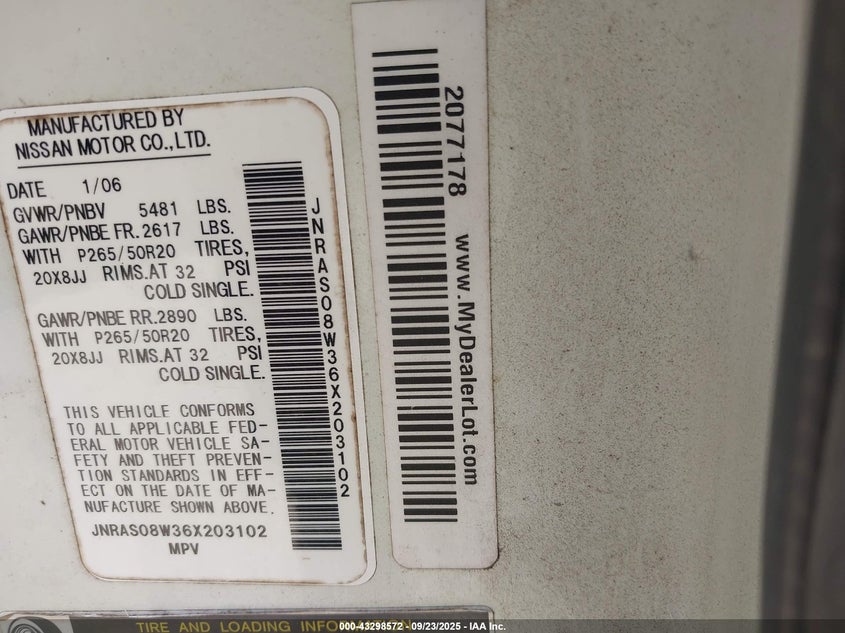 MANUFACTURED BY
NISSAN MOTOR CO.,LTD.
DATE 1/06
GVWR/PNBV 5481 LBS.
GAWR/PNBE FR. 2617 LBS.
WITH P265/50R20 TIRES,
20X8JJ RIMS.AT 32 PSI
COLD SINGLE.
GAWR/PNBE RR. 2890 LBS.
WITH P265/50R20 TIRES,
20X8JJ RIMS.AT 32 PSI
COLD SINGLE.
THIS VEHICLE CONFORMS
TO ALL APPLICABLE FED-
ERAL MOTOR VEHICLE SA-
FETY AND THEFT PREVEN-
TION STANDARDS IN EFF-
ECT ON THE DATE OF MA-
NUFACTURE SHOWN ABOVE.
JNRAS08W36X203102
MPV
JNRAS08W36X203102
2077178 www.MyDealerLot.com
TIRE AND LOADING
000-43298572 - 09/23/2025 - IAA Inc.